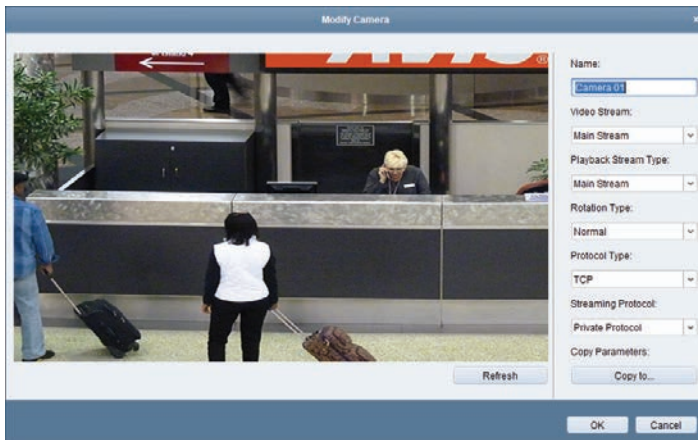 Modify Camera
Name:
Camera 01
Video Stream:
Main Stream
Playback Stream Type:
Main Stream
Rotation Type:
Normal
Protocol Type:
TCP
Streaming Protocol:
Private Protocol
Copy Parameters:
Copy to...
Refresh
OK
Cancel